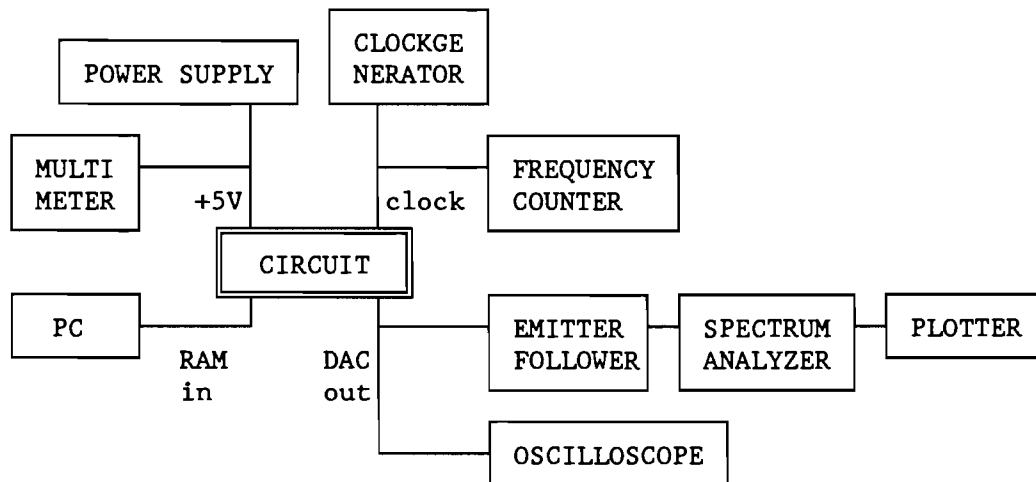 POWER SUPPLY
CLOCKGE
NERATOR
MULTI
METER
+5V
clock
FREQUENCY
COUNTER
CIRCUIT
PC
RAM
in
DAC
out
EMITTER
FOLLOWER
SPECTRUM
ANALYZER
PLOTTER
OSCILLOSCOPE